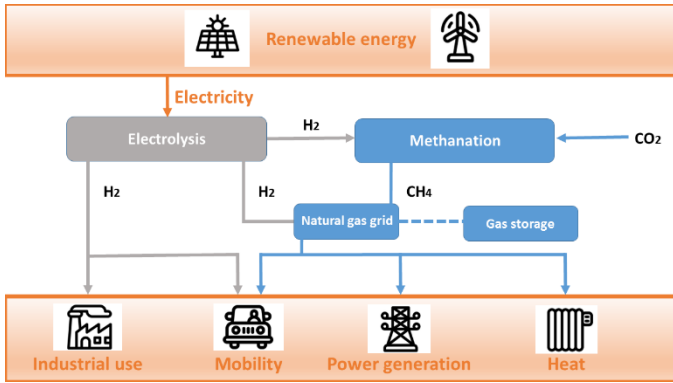 Renewable energy
Electricity
Electrolysis
H2
Methanation
CO2
H2
H2
CH4
Natural gas grid
Gas storage
Industrial use
Mobility
Power generation
Heat